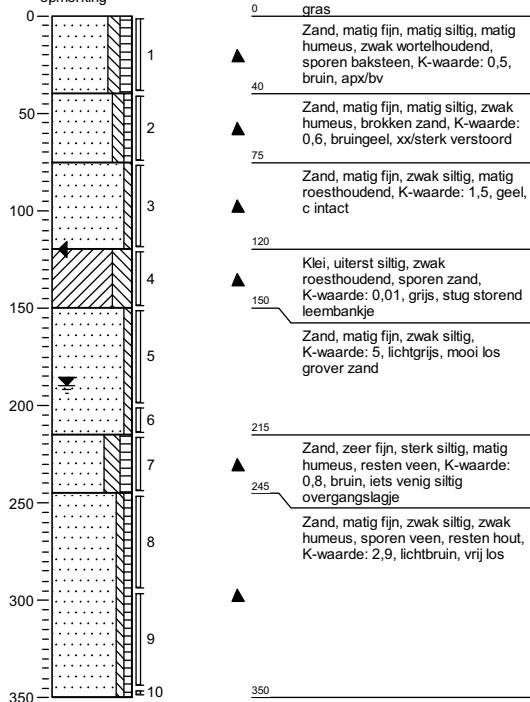 opmerking
0
50
100
150
200
250
300
350
1
2
3
4
5
6
7
8
9
10
0
gras
Zand, matig fijn, matig siltig, matig
humeus, zwak wortelhoudend,
sporen baksteen, K-waarde: 0,5,
bruin, apx/bv
40
Zand, matig fijn, matig siltig, zwak
humeus, brokken zand, K-waarde:
0,6, bruingeel, xx/sterk verstoord
75
Zand, matig fijn, zwak siltig, matig
roesthoudend, K-waarde: 1,5, geel,
c intact
120
Klei, uiterst siltig, zwak
roesthoudend, sporen zand,
K-waarde: 0,01, grijs, stug storend
leembankje
150
Zand, matig fijn, zwak siltig,
K-waarde: 5, lichtgrijs, mooi los
grover zand
215
Zand, zeer fijn, sterk siltig, matig
humeus, resten veen, K-waarde:
0,8, bruin, iets venig siltig
overgangslagje
245
Zand, matig fijn, zwak siltig, zwak
humeus, sporen veen, resten hout,
K-waarde: 2,9, lichtbruin, vrij los
350